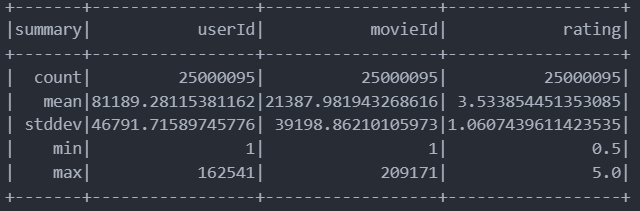 +-------+-----------------+------------------+------------------+
|summary|           userId|           movieId|            rating|
+-------+-----------------+------------------+------------------+
|  count|         25000095|          25000095|          25000095|
|   mean|81189.28115381162|21387.981943268616| 3.533854451353085|
| stddev|46791.71589745776| 39198.86210105973|1.0607439611423535|
|    min|                1|                 1|               0.5|
|    max|           162541|            209171|               5.0|
+-------+-----------------+------------------+------------------+